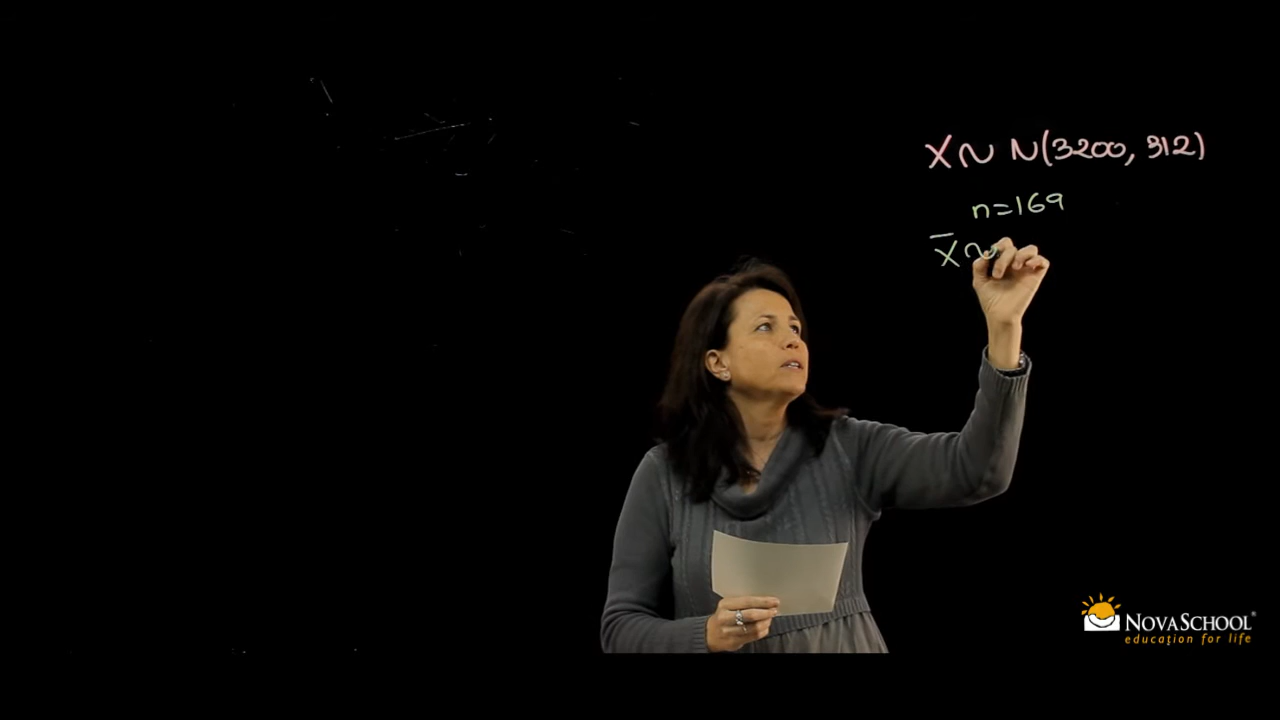 X ~ N(3200, 312)
n=169
X̄ ~
NOVASCHOOL®
education for life